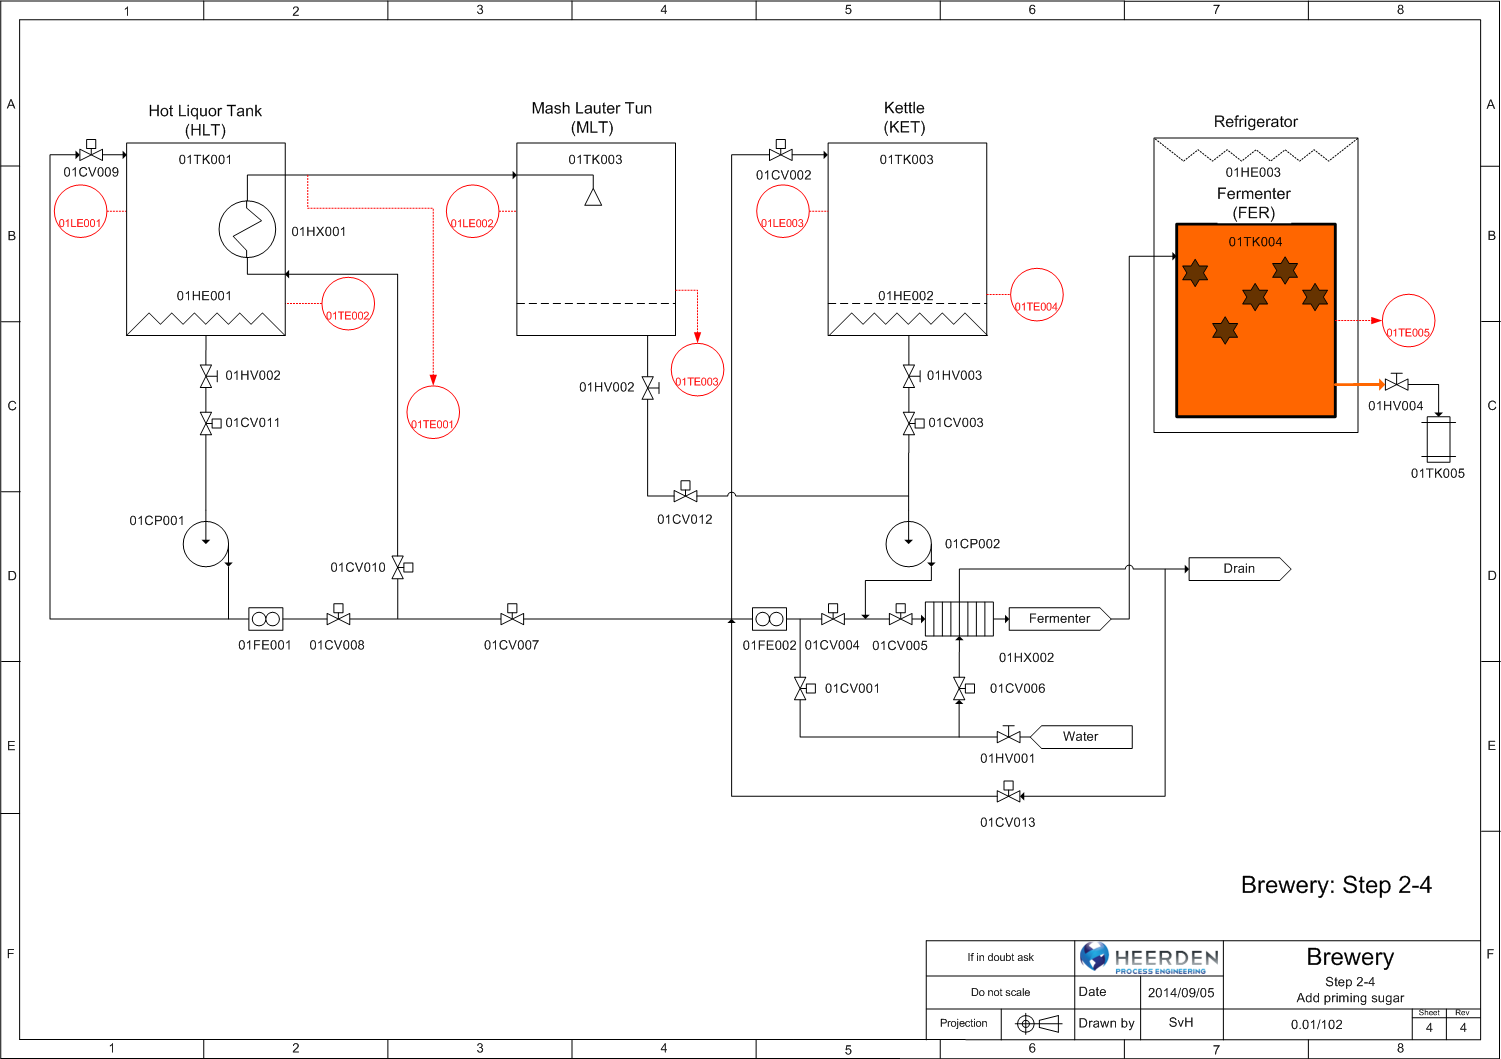 1 2 3 4 5 6 7 8
A A
Hot Liquor Tank
(HLT)
Mash Lauter Tun
(MLT)
Kettle
(KET)
Refrigerator
01TK001
01TK003
01TK003
01CV009
01CV002
01HE003
Fermenter
(FER)
01LE001
01LE002
01LE003
B B
01HX001
01TK004
01HE001
01HE002
01TE002
01TE004
01TE005
01HV002
01HV002
01TE003
01HV003
C C
01HV004
01CV011
01TE001
01CV003
01TK005
01CP001
01CV012
01CP002
01CV010
Drain
D D
Fermenter
01FE001
01CV008
01CV007
01FE002
01CV004
01CV005
01HX002
01CV001
01CV006
Water
E E
01HV001
01CV013
Brewery: Step 2-4
F F
If in doubt ask
HEERDEN
PROCESS ENGINEERING
Brewery
Step 2-4
Add priming sugar
Do not scale
Date
2014/09/05
Projection
Drawn by
SvH
0.01/102
Sheet Rev
4 4
1 2 3 4 5 6 7 8